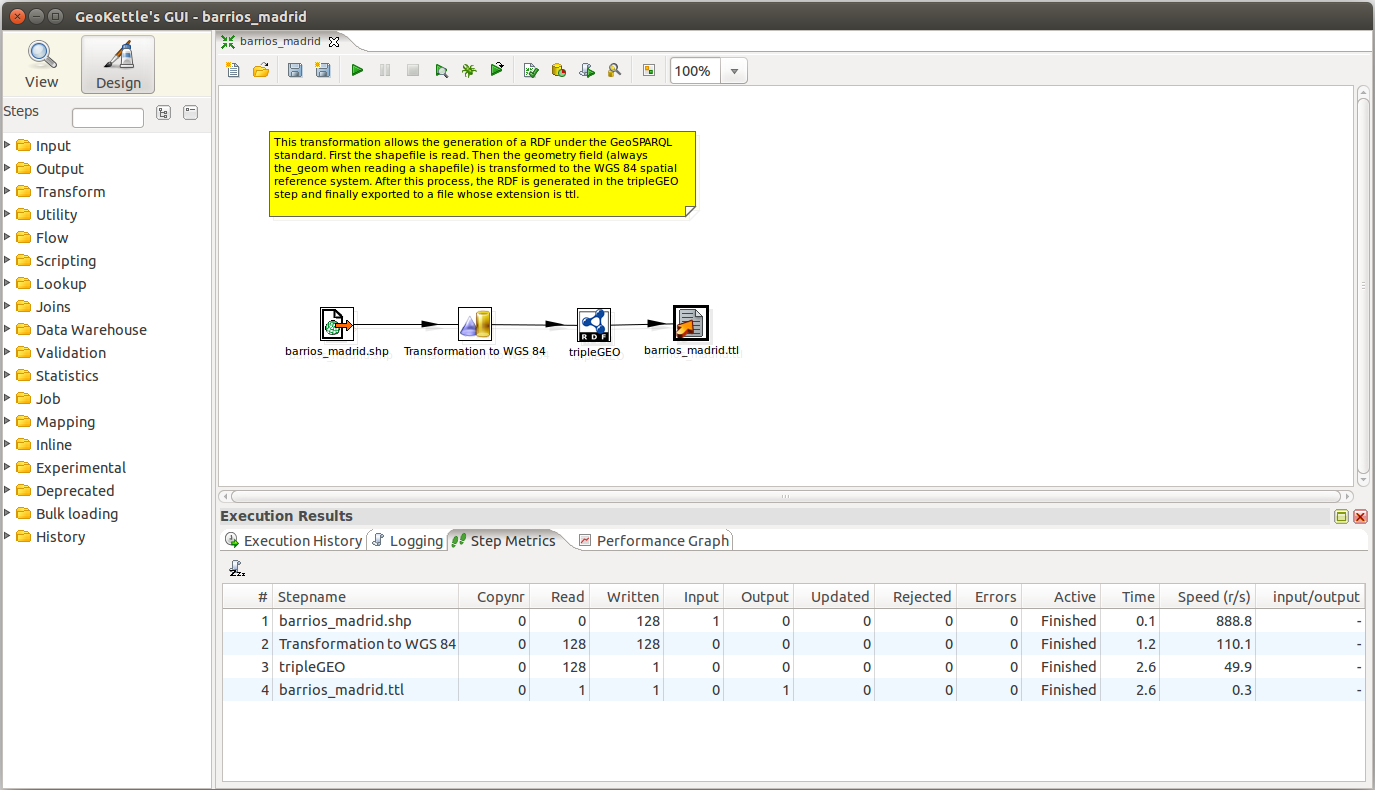 GeoKettle's GUI - barrios_madrid
View
Design
Steps
Input
Output
Transform
Utility
Flow
Scripting
Lookup
Joins
Data Warehouse
Validation
Statistics
Job
Mapping
Inline
Experimental
Deprecated
Bulk loading
History
barrios_madrid
100%
This transformation allows the generation of a RDF under the GeoSPARQL
standard. First the shapefile is read. Then the geometry field (always
the_geom when reading a shapefile) is transformed to the WGS 84 spatial
reference system. After this process, the RDF is generated in the tripleGEO
step and finally exported to a file whose extension is ttl.
RDF
barrios_madrid.shp Transformation to WGS 84 tripleGEO barrios_madrid.ttl
Execution Results
Execution History Logging Step Metrics Performance Graph
# Stepname Copynr Read Written Input Output Updated Rejected Errors Active Time Speed (r/s) input/output
1 barrios_madrid.shp 0 0 128 1 0 0 0 0 Finished 0.1 888.8 -
2 Transformation to WGS 84 0 128 128 0 0 0 0 0 Finished 1.2 110.1 -
3 tripleGEO 0 128 1 0 0 0 0 0 Finished 2.6 49.9 -
4 barrios_madrid.ttl 0 1 1 0 1 0 0 0 Finished 2.6 0.3 -